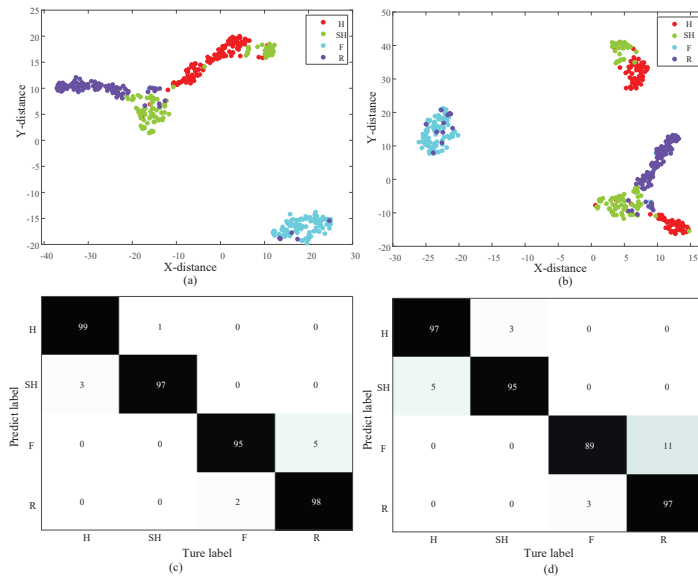 25
20
15
10
5
0
5
10
15
20
-40
-30
-20
-10
0
10
20
30
Y-distance
X-distance
(a)
H
SH
F
R
50
40
30
20
10
0
-10
-20
-30
-25
-20
-15
-10
-5
0
5
10
15
Y-distance
X-distance
(b)
H
SH
F
R
Predict label
H 99 1 0 0
SH 3 97 0 0
F 0 0 95 5
R 0 0 2 98
H SH F R
Ture label
(c)
Predict label
H 97 3 0 0
SH 5 95 0 0
F 0 0 89 11
R 0 0 3 97
H SH F R
Ture label
(d)